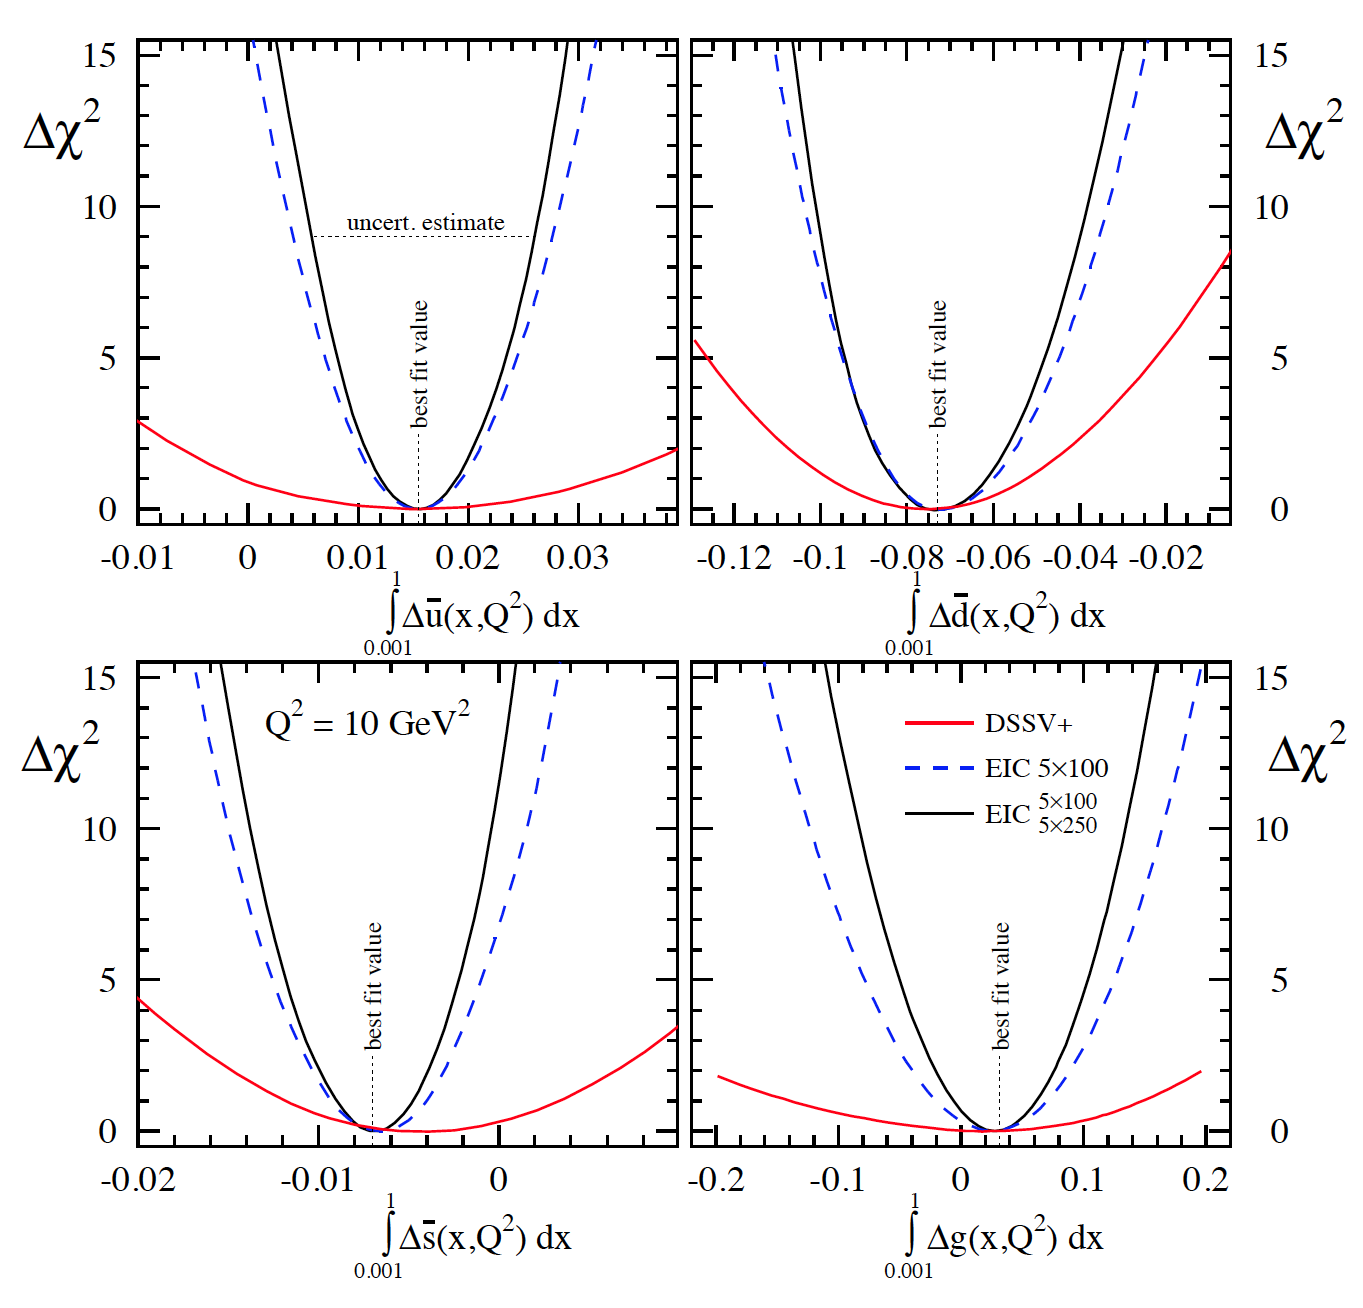 15
10
5
0
Δχ²
uncert. estimate
best fit value
-0.01 0 0.01 0.02 0.03
∫ 0.001 1 Δū(x,Q²) dx
15
10
5
0
Δχ²
best fit value
-0.12 -0.1 -0.08 -0.06 -0.04 -0.02
∫ 0.001 1 Δd̄(x,Q²) dx
15
10
5
0
Δχ²
Q² = 10 GeV²
best fit value
-0.02 -0.01 0
∫ 0.001 1 Δs̄(x,Q²) dx
15
10
5
0
Δχ²
DSSV+
EIC 5×100
EIC 5×100 5×250
best fit value
-0.2 -0.1 0 0.1 0.2
∫ 0.001 1 Δg(x,Q²) dx